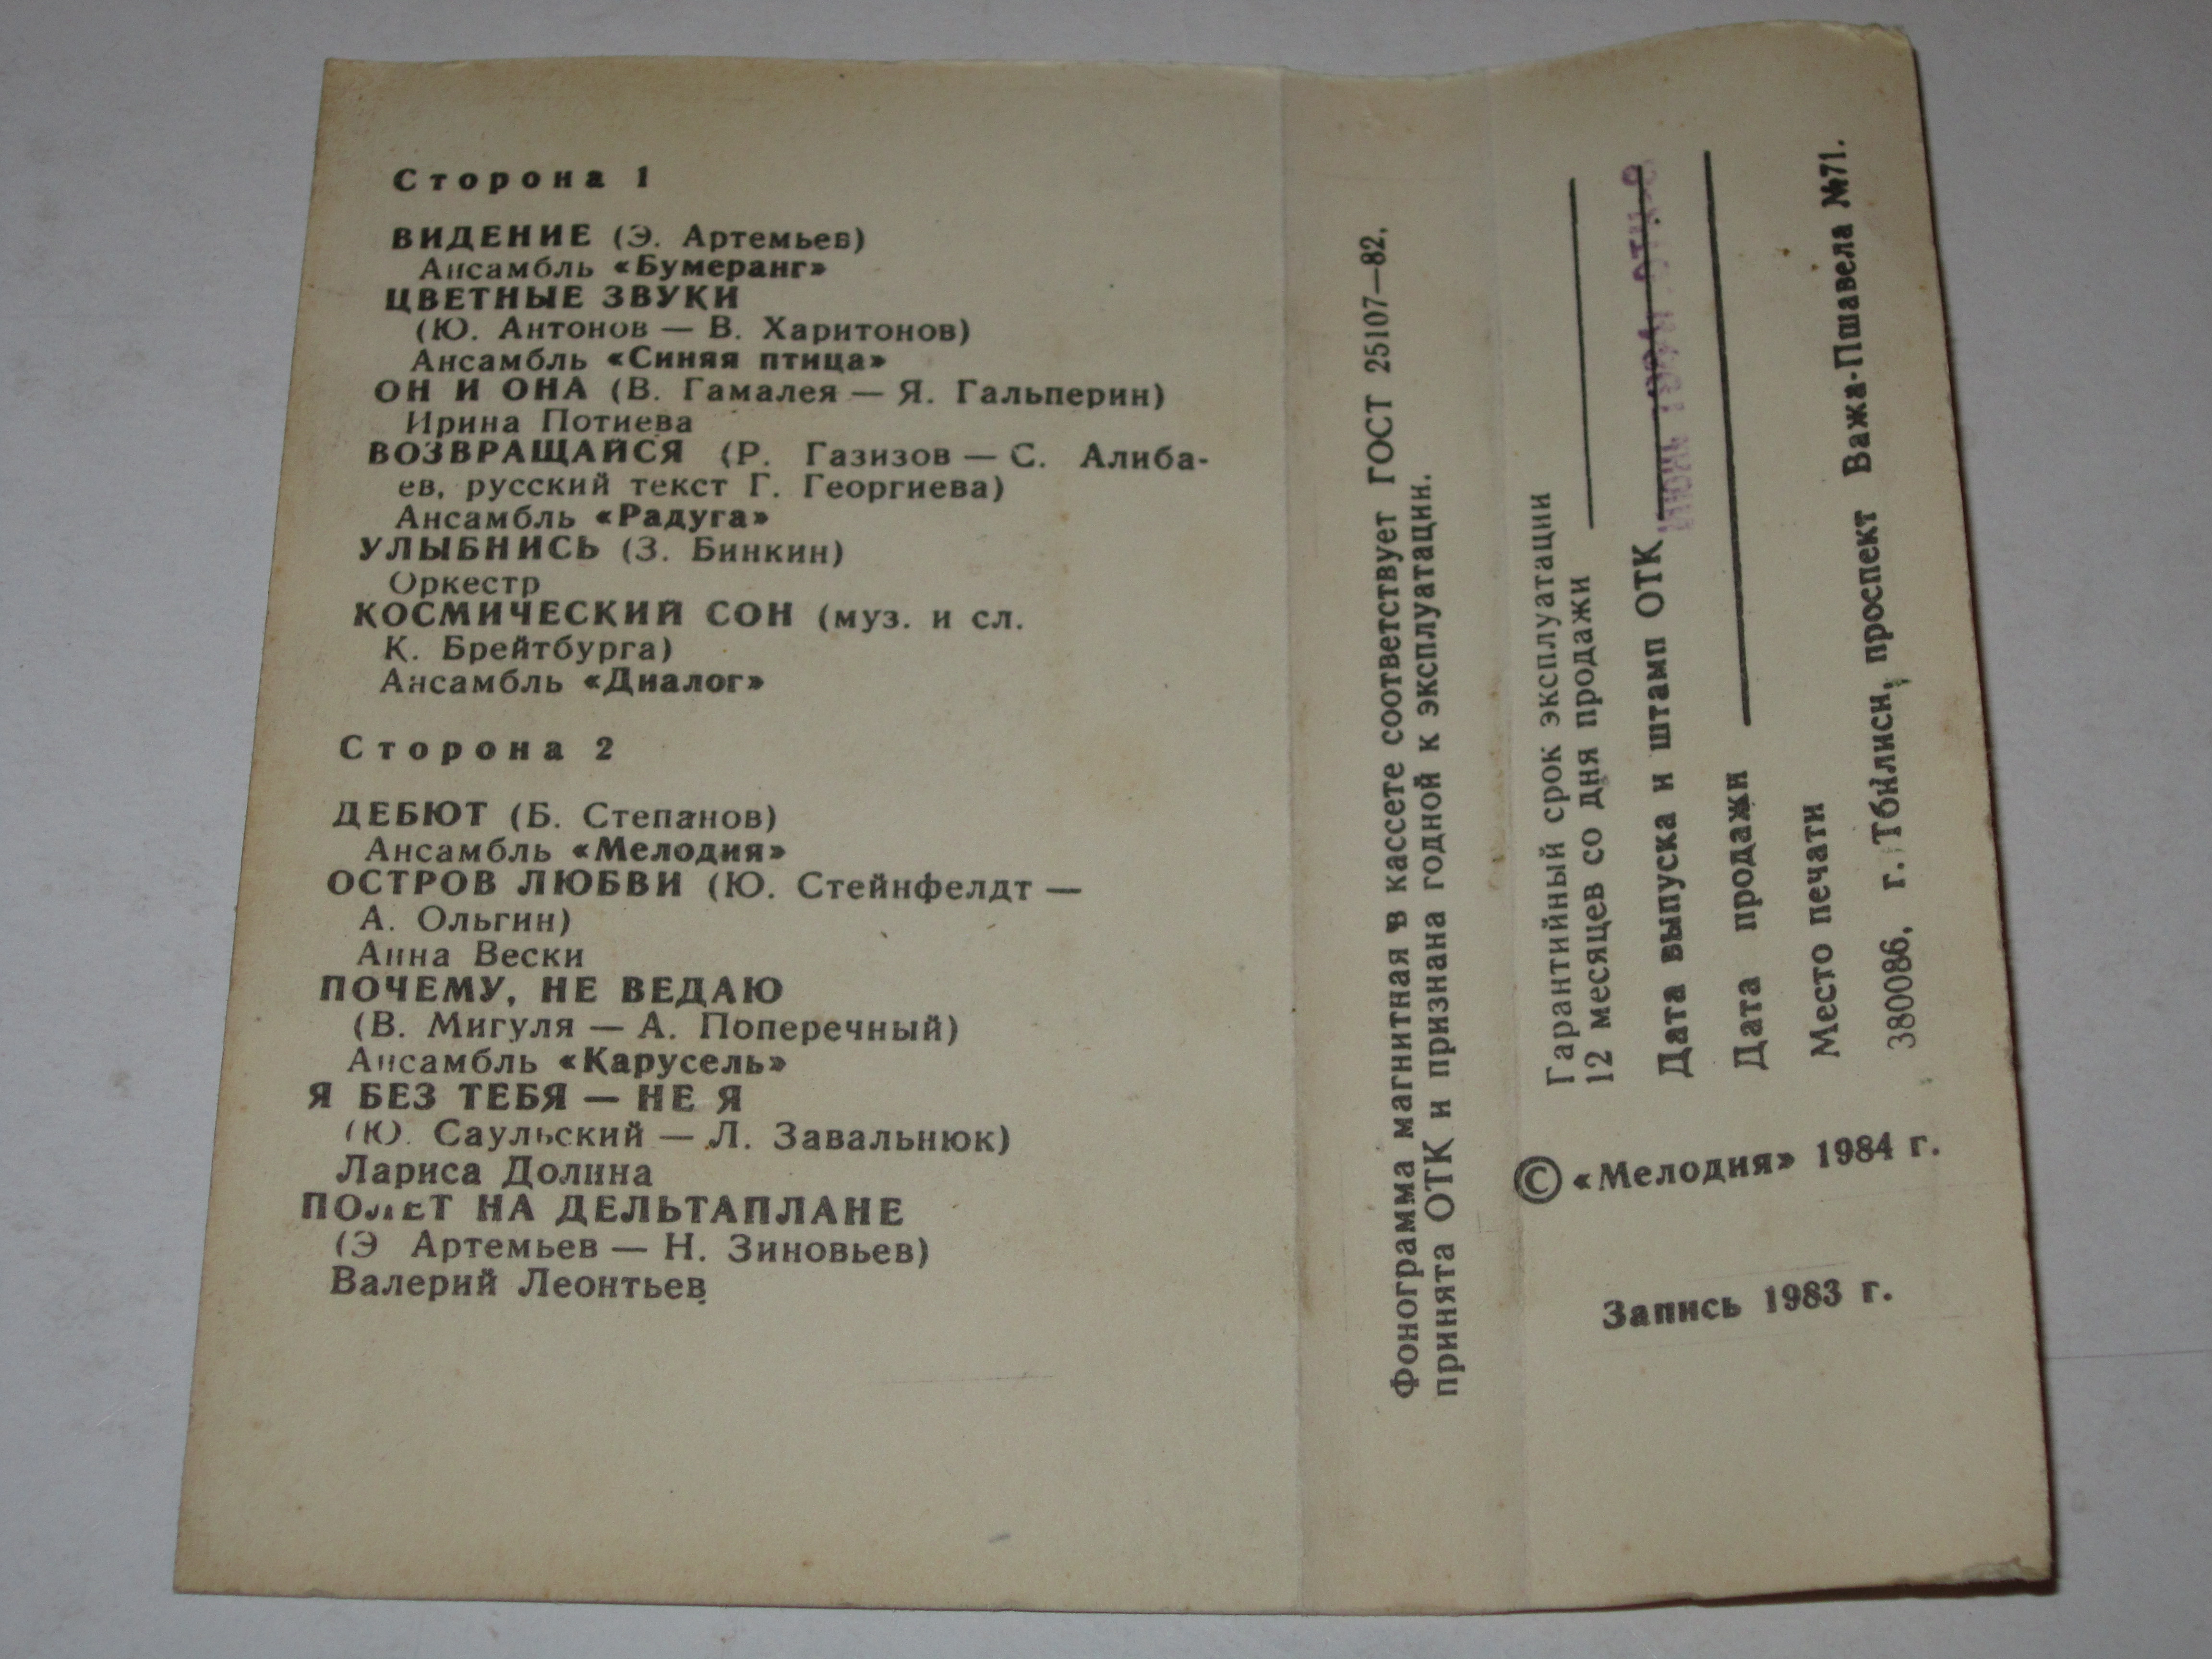 Сторона 1
ВИДЕНИЕ (Э. Артемьев)
Ансамбль «Бумеранг»
ЦВЕТНЫЕ ЗВУКИ
(Ю. Антонов — В. Харитонов)
Ансамбль «Синяя птица»
ОН И ОНА (В. Гамалея — Я. Гальперин)
Ирина Потиева
ВОЗВРАЩАЙСЯ (Р. Газизов — С. Алиба-
ев, русский текст Г. Георгиева)
Ансамбль «Радуга»
УЛЫБНИСЬ (З. Бинкин)
Оркестр
КОСМИЧЕСКИЙ СОН (муз. и сл.
К. Брейтбурга)
Ансамбль «Диалог»
Сторона 2
ДЕБЮТ (Б. Степанов)
Ансамбль «Мелодия»
ОСТРОВ ЛЮБВИ (Ю. Стейнфелдт —
А. Ольгин)
Анна Вески
ПОЧЕМУ, НЕ ВЕДАЮ
(В. Мигуля — А. Поперечный)
Ансамбль «Карусель»
Я БЕЗ ТЕБЯ — НЕ Я
(Ю. Саульский — Л. Завальнюк)
Лариса Долина
ПОЛЕТ НА ДЕЛЬТАПЛАНЕ
(Э Артемьев — Н. Зиновьев)
Валерий Леонтьев
Фонограмма магнитная в кассете соответствует ГОСТ 25107—82,
принята ОТК и признана годной к эксплуатации.
Гарантийный срок эксплуатации
12 месяцев со дня продажи
Дата выпуска и штамп ОТК
Дата продажи
Место печати
380086, г. Тбилиси, проспект Важа-Пшавела №71.
© «Мелодия» 1984 г.
Запись 1983 г.